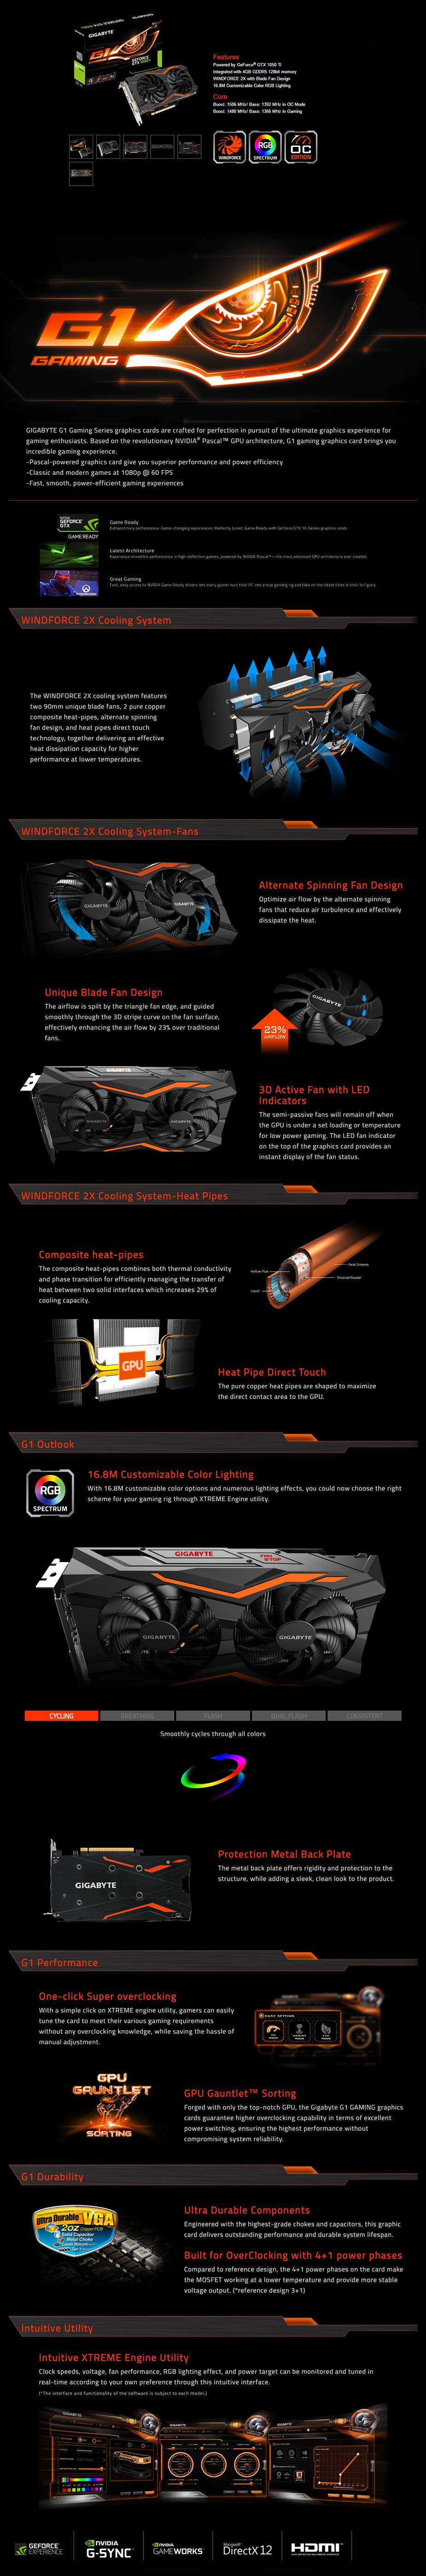 GIGABYTE
Features
Powered by GeForce® GTX 1050 Ti
Integrated with 4GB GDDR5 128bit memory
WINDFORCE 2X with Blade Fan Design
16.8M Customizable Color RGB Lighting
Core
Boost: 1506 MHz/ Base: 1392 MHz in OC Mode
Boost: 1480 MHz/ Base: 1366 MHz in Gaming
WINDFORCE
RGB
SPECTRUM
OC
EDITION
G1
GAMING
GIGABYTE G1 Gaming Series graphics cards are crafted for perfection in pursuit of the ultimate graphics experience for
gaming enthusiasts. Based on the revolutionary NVIDIA® Pascal™ GPU architecture, G1 gaming graphics card brings you
incredible gaming experience.
-Pascal-powered graphics card give you superior performance and power efficiency
-Classic and modern games at 1080p @ 60 FPS
-Fast, smooth, power-efficient gaming experiences
GEFORCE
GTX
GAME READY
Game Ready
Extraordinary performance. Game-changing experiences. Perfectly tuned. Game Ready with GeForce GTX 10-Series graphics cards.
Latest Architecture
Experience incredible performance in high-definition games, powered by NVIDIA Pascal™—the most advanced GPU architecture ever created.
Great Gaming
Fast, easy access to NVIDIA Game Ready drivers lets every gamer turn their PC into a true gaming rig and take on the latest titles in their full glory.
WINDFORCE 2X Cooling System
The WINDFORCE 2X cooling system features
two 90mm unique blade fans, 2 pure copper
composite heat-pipes, alternate spinning
fan design, and heat pipes direct touch
technology, together delivering an effective
heat dissipation capacity for higher
performance at lower temperatures.
WINDFORCE 2X Cooling System-Fans
GIGABYTE
GIGABYTE
Alternate Spinning Fan Design
Optimize air flow by the alternate spinning
fans that reduce air turbulence and effectively
dissipate the heat.
Unique Blade Fan Design
The airflow is spilt by the triangle fan edge, and guided
smoothly through the 3D stripe curve on the fan surface,
effectively enhancing the air flow by 23% over traditional
fans.
GIGABYTE
23%
AIRFLOW
GIGABYTE
GIGABYTE
GIGABYTE
3D Active Fan with LED
Indicators
The semi-passive fans will remain off when
the GPU is under a set loading or temperature
for low power gaming. The LED fan indicator
on the top of the graphics card provides an
instant display of the fan status.
WINDFORCE 2X Cooling System-Heat Pipes
Composite heat-pipes
The composite heat-pipes combines both thermal conductivity
and phase transition for efficiently managing the transfer of
heat between two solid interfaces which increases 29% of
cooling capacity.
Axial Grooves
Hollow Pipe
Sintered Powder
Liquid
GPU
Heat Pipe Direct Touch
The pure copper heat pipes are shaped to maximize
the direct contact area to the GPU.
G1 Outlook
RGB
SPECTRUM
16.8M Customizable Color Lighting
With 16.8M customizable color options and numerous lighting effects, you could now choose the right
scheme for your gaming rig through XTREME Engine utility.
GIGABYTE
FAN
STOP
GIGABYTE
GIGABYTE
CYCLING
BREATHING
FLASH
DUAL FLASH
CONSISTENT
Smoothly cycles through all colors
GIGABYTE
Protection Metal Back Plate
The metal back plate offers rigidity and protection to the
structure, while adding a sleek, clean look to the product.
G1 Performance
One-click Super overclocking
With a simple click on XTREME engine utility, gamers can easily
tune the card to meet their various gaming requirements
without any overclocking knowledge, while saving the hassle of
manual adjustment.
EASY SETTING
GPU
GAUNTLET
SORTING
GPU Gauntlet™ Sorting
Forged with only the top-notch GPU, the Gigabyte G1 GAMING graphics
cards guarantee higher overclocking capability in terms of excellent
power switching, ensuring the highest performance without
compromising system reliability.
G1 Durability
Ultra Durable VGA
2oz Copper PCB
Solid Capacitor
Metal Choke
Ultra Durable Components
Engineered with the highest-grade chokes and capacitors, this graphic
card delivers outstanding performance and durable system lifespan.
Built for OverClocking with 4+1 power phases
Compared to reference design, the 4+1 power phases on the card make
the MOSFET working at a lower temperature and provide more stable
voltage output. (*reference design 3+1)
Intuitive Utility
Intuitive XTREME Engine Utility
Clock speeds, voltage, fan performance, RGB lighting effect, and power target can be monitored and tuned in
real-time according to your own preference through this intuitive interface.
(*The interface and functionality of the software is subject to each model.)
GIGABYTE
GIGABYTE
GIGABYTE
GEFORCE
EXPERIENCE
NVIDIA
G-SYNC
NVIDIA
GAMEWORKS
Microsoft
DirectX 12
HDMI